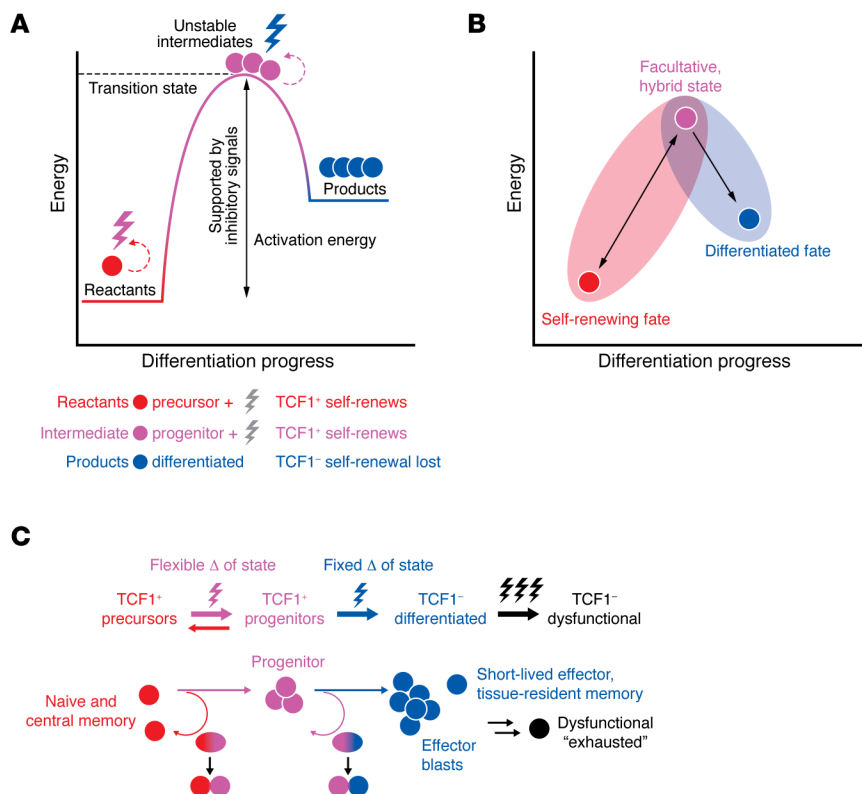 A
Unstable
intermediates
Transition state
Energy
Supported by
inhibitory signals
Activation energy
Products
Reactants
Differentiation progress
Reactants precursor + TCF1⁺ self-renews
Intermediate progenitor + TCF1⁺ self-renews
Products differentiated TCF1⁻ self-renewal lost
B
Facultative,
hybrid state
Energy
Differentiated fate
Self-renewing fate
Differentiation progress
C
Flexible Δ of state
Fixed Δ of state
TCF1⁺
precursors
TCF1⁺
progenitors
TCF1⁻
differentiated
TCF1⁻
dysfunctional
Naive and
central memory
Progenitor
Effector
blasts
Short-lived effector,
tissue-resident memory
Dysfunctional
“exhausted”